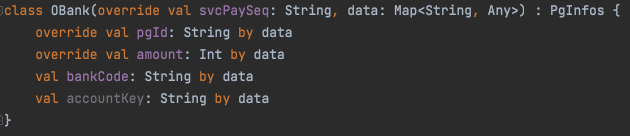 class OBank(override val svcPaySeq: String, data: Map<String, Any>) : PgInfos {
    override val pgId: String by data
    override val amount: Int by data
    val bankCode: String by data
    val accountKey: String by data
}